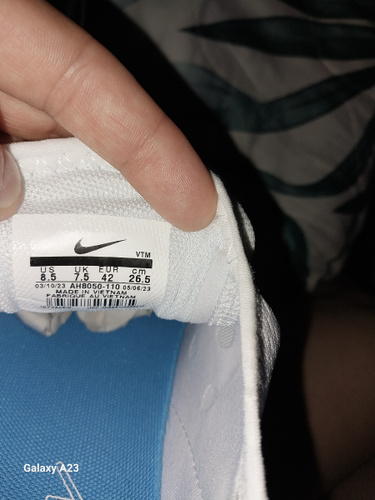 VTM
US UK EUR cm
8.5 7.5 42 26.5
03/10/23 AH8050-110 05/06/23
MADE IN VIETNAM
FABRIQUE AU VIETNAM
Galaxy A23